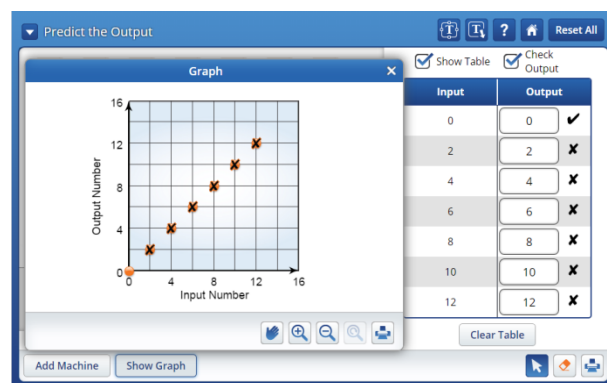 Predict the Output
T
T
?
Reset All
Graph
×
Show Table
Check
Output
Input Output
0 0 ✔
2 2 ✘
4 4 ✘
6 6 ✘
8 8 ✘
10 10 ✘
12 12 ✘
Clear Table
Output Number
16
12
8
4
0
0 4 8 12 16
Input Number
Add Machine
Show Graph